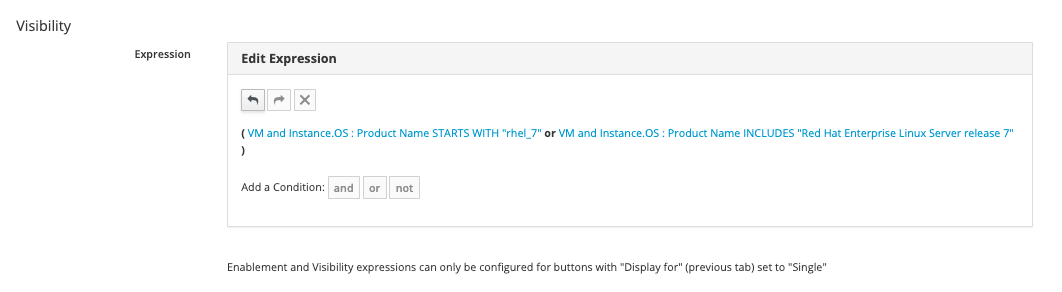 Visibility
Expression
Edit Expression
( VM and Instance.OS : Product Name STARTS WITH "rhel_7" or VM and Instance.OS : Product Name INCLUDES "Red Hat Enterprise Linux Server release 7"
)
Add a Condition: and or not
Enablement and Visibility expressions can only be configured for buttons with "Display for" (previous tab) set to "Single"